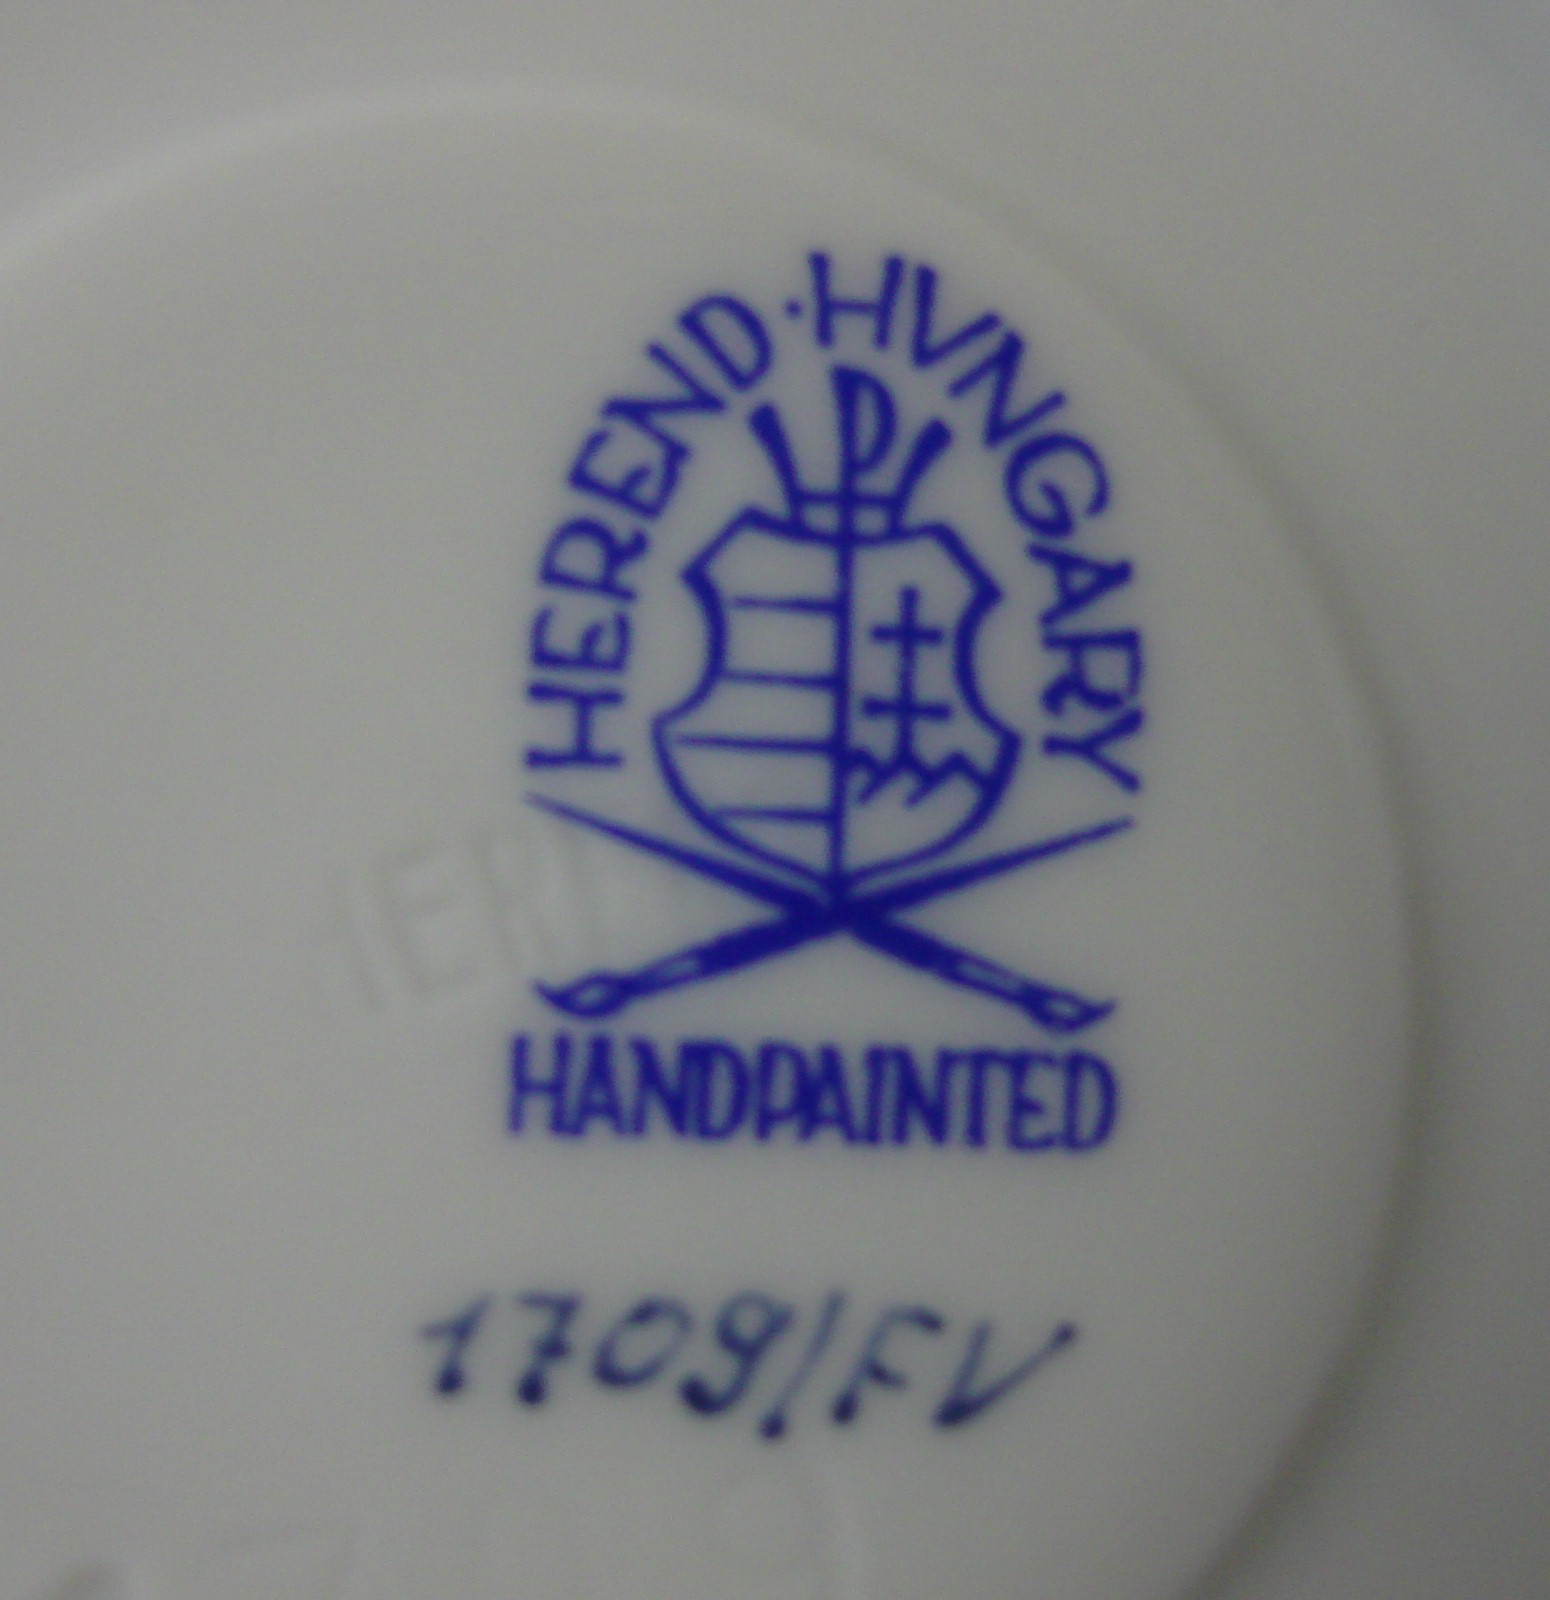 HEREND · HVNGARY
HANDPAINTED
1709/FV